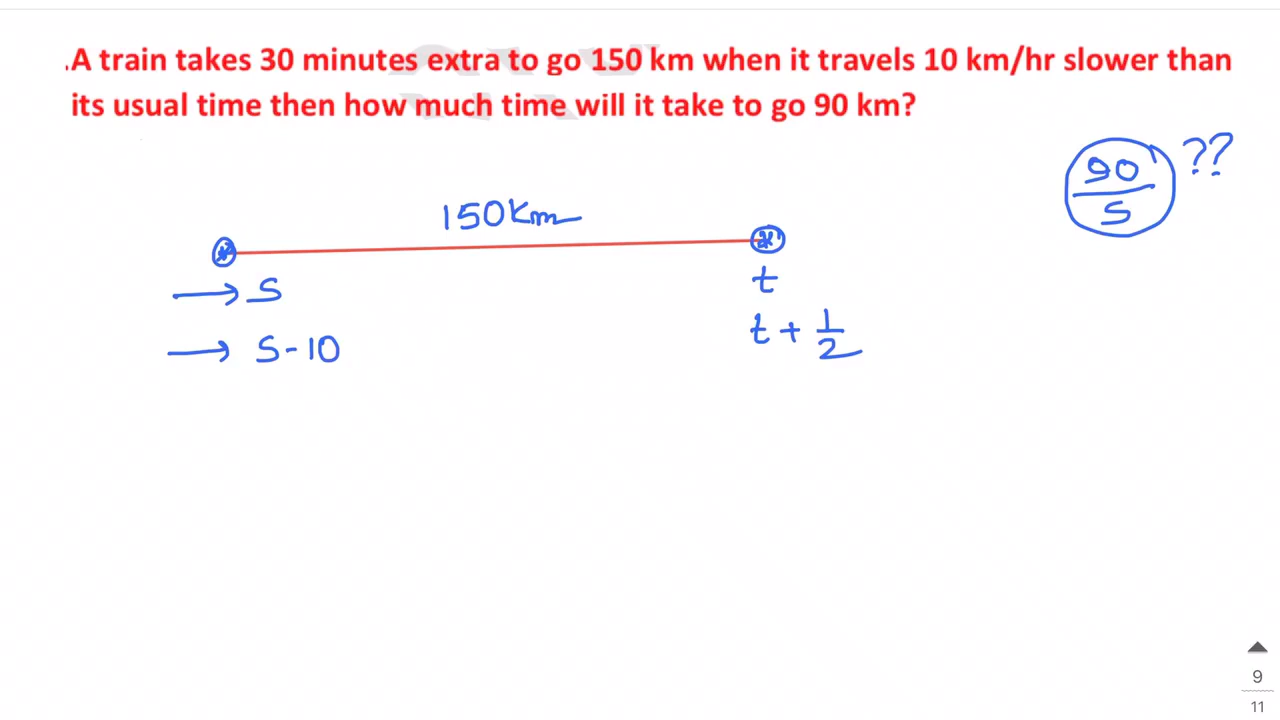 .A train takes 30 minutes extra to go 150 km when it travels 10 km/hr slower than
its usual time then how much time will it take to go 90 km?
90
S
??
150Km
→ S
t
→ S-10
t + 1/2
9
11